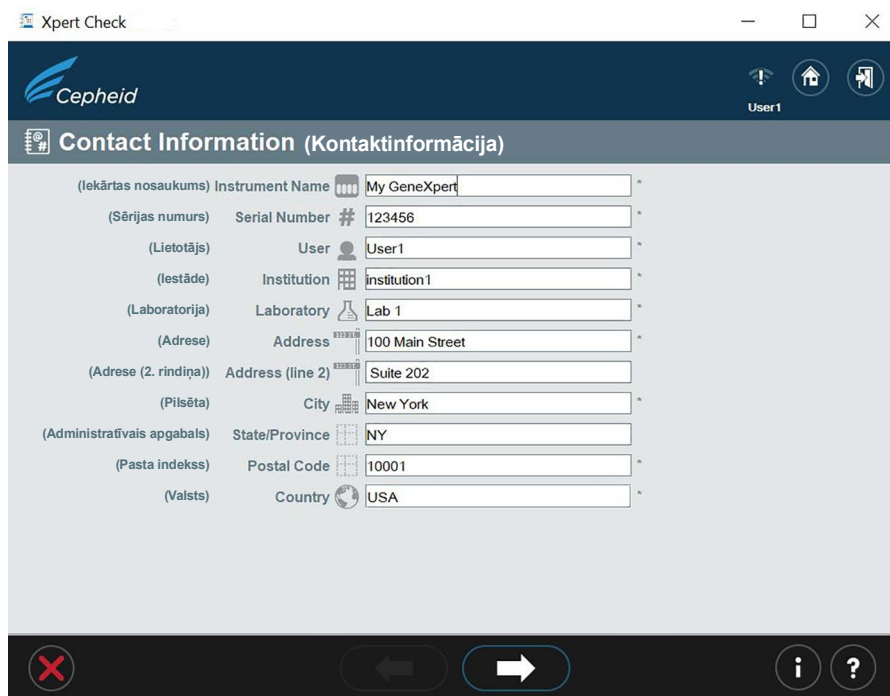 Xpert Check
Cepheid
User1
Contact Information (Kontaktinformācija)
(Iekārtas nosaukums) Instrument Name My GeneXpert *
(Sērijas numurs) Serial Number # 123456 *
(Lietotājs) User User1 *
(Iestāde) Institution institution1 *
(Laboratorija) Laboratory Lab 1 *
(Adrese) Address 100 Main Street *
(Adrese (2. rindiņa)) Address (line 2) Suite 202
(Pilsēta) City New York *
(Administratīvais apgabals) State/Province NY
(Pasta indekss) Postal Code 10001 *
(Valsts) Country USA *
i ?